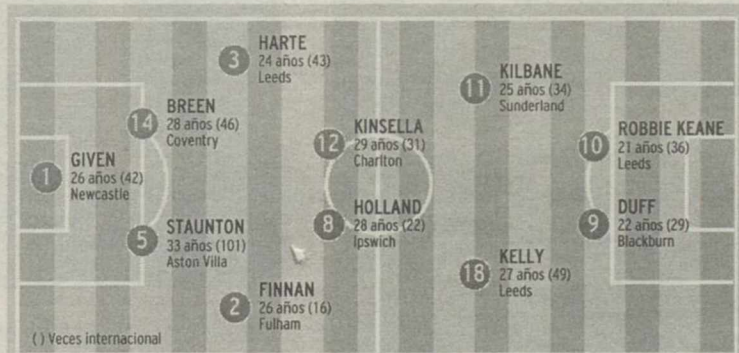 1
GIVEN
26 años (42)
Newcastle
14
BREEN
28 años (46)
Coventry
5
STAUNTON
33 años (101)
Aston Villa
3
HARTE
24 años (43)
Leeds
2
FINNAN
26 años (16)
Fulham
12
KINSELLA
29 años (31)
Charlton
8
HOLLAND
28 años (22)
Ipswich
11
KILBANE
25 años (34)
Sunderland
18
KELLY
27 años (49)
Leeds
10
ROBBIE KEANE
21 años (36)
Leeds
9
DUFF
22 años (29)
Blackburn
( ) Veces internacional